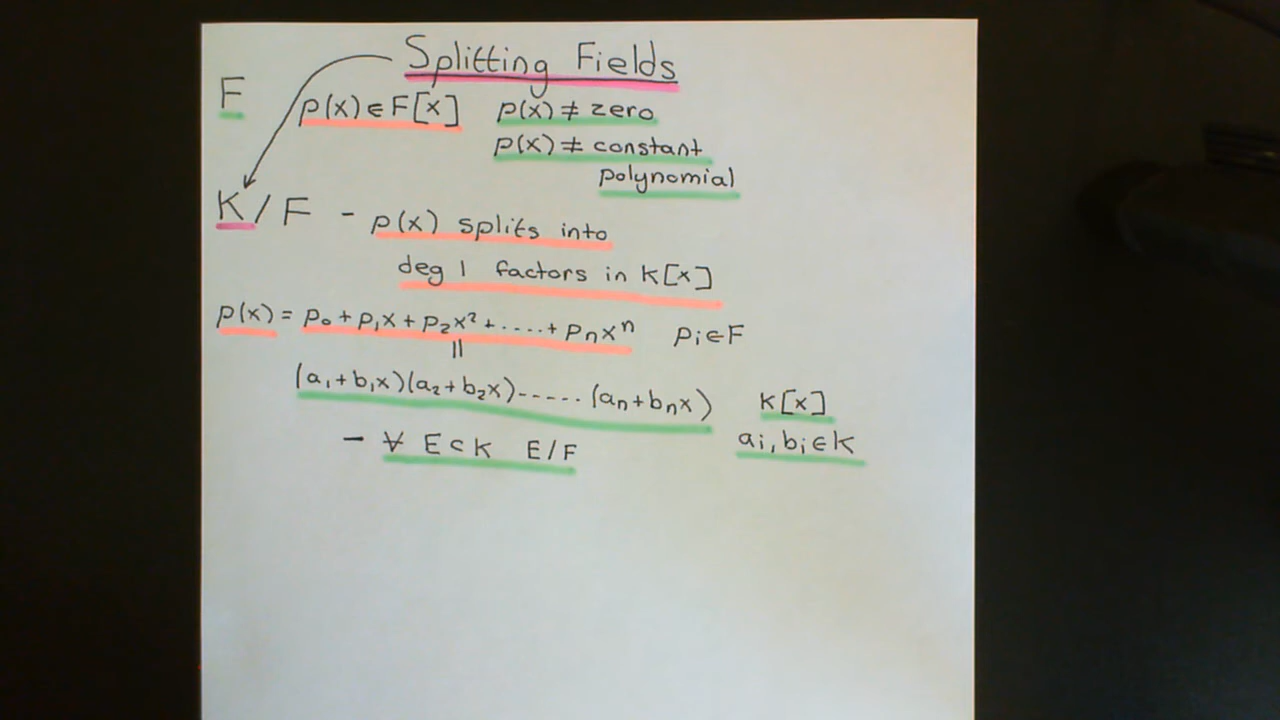 Splitting Fields
F p(x) ∈ F[x] p(x) ≠ zero
p(x) ≠ constant
polynomial
K/F - p(x) splits into
deg 1 factors in K[x]
p(x) = p₀ + p₁x + p₂x² + ..... + pₙxⁿ pᵢ ∈ F
||
(a₁+b₁x)(a₂+b₂x)-----.. (aₙ+bₙx) K[x]
aᵢ, bᵢ ∈ K
- ∀ E ⊂ K E/F